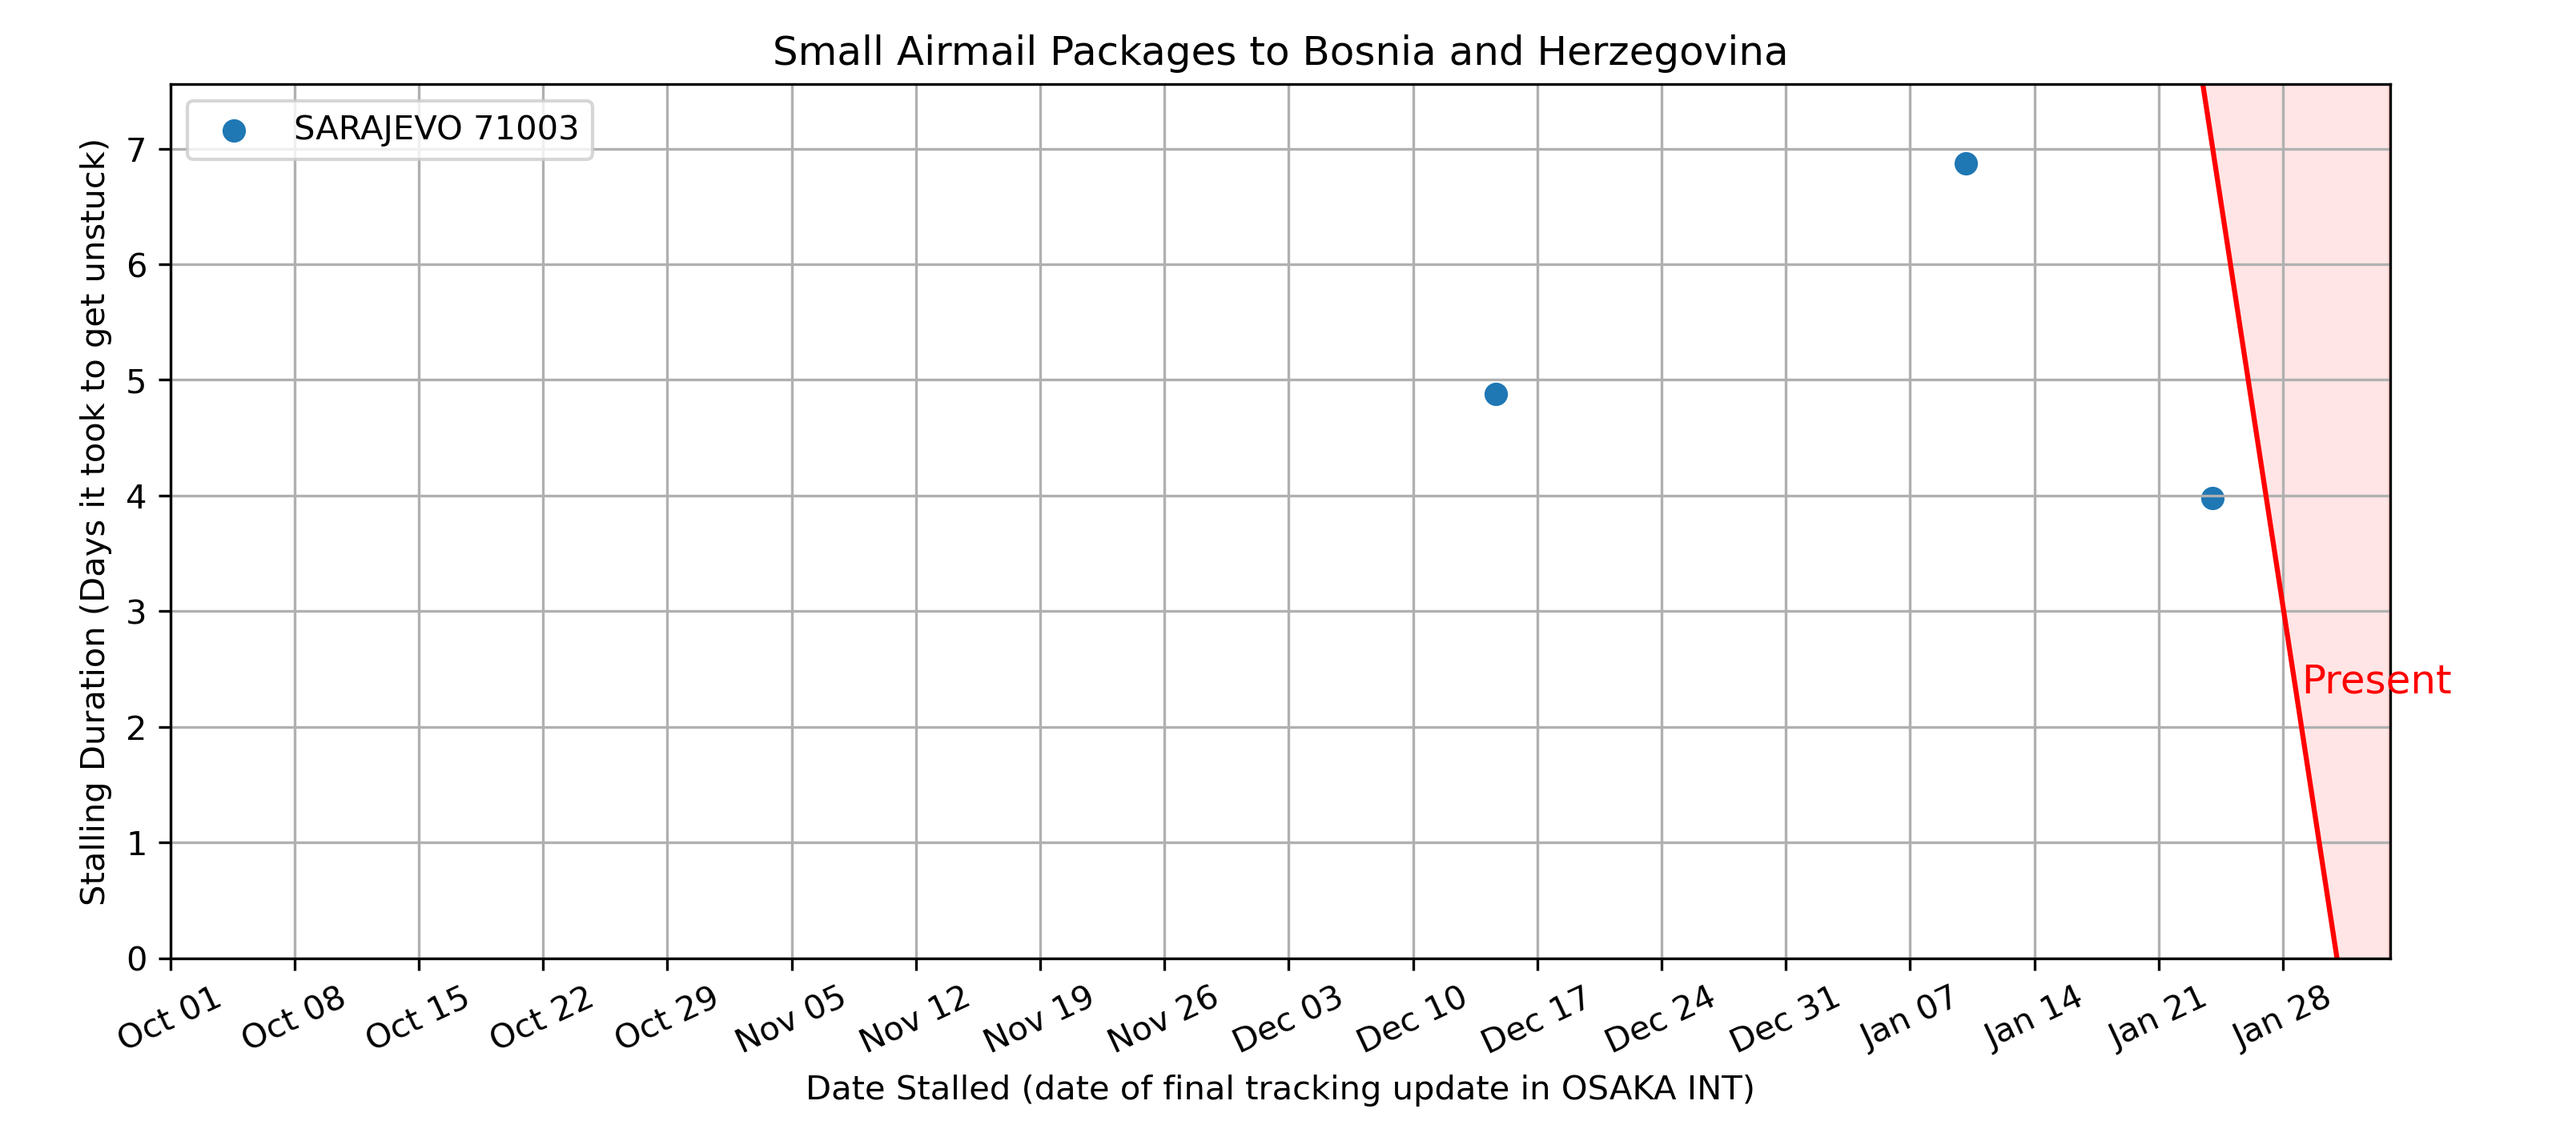 Small Airmail Packages to Bosnia and Herzegovina
SARAJEVO 71003
Stalling Duration (Days it took to get unstuck)
7
6
5
4
3
2
1
0
Present
Oct 01
Oct 08
Oct 15
Oct 22
Oct 29
Nov 05
Nov 12
Nov 19
Nov 26
Dec 03
Dec 10
Dec 17
Dec 24
Dec 31
Jan 07
Jan 14
Jan 21
Jan 28
Date Stalled (date of final tracking update in OSAKA INT)